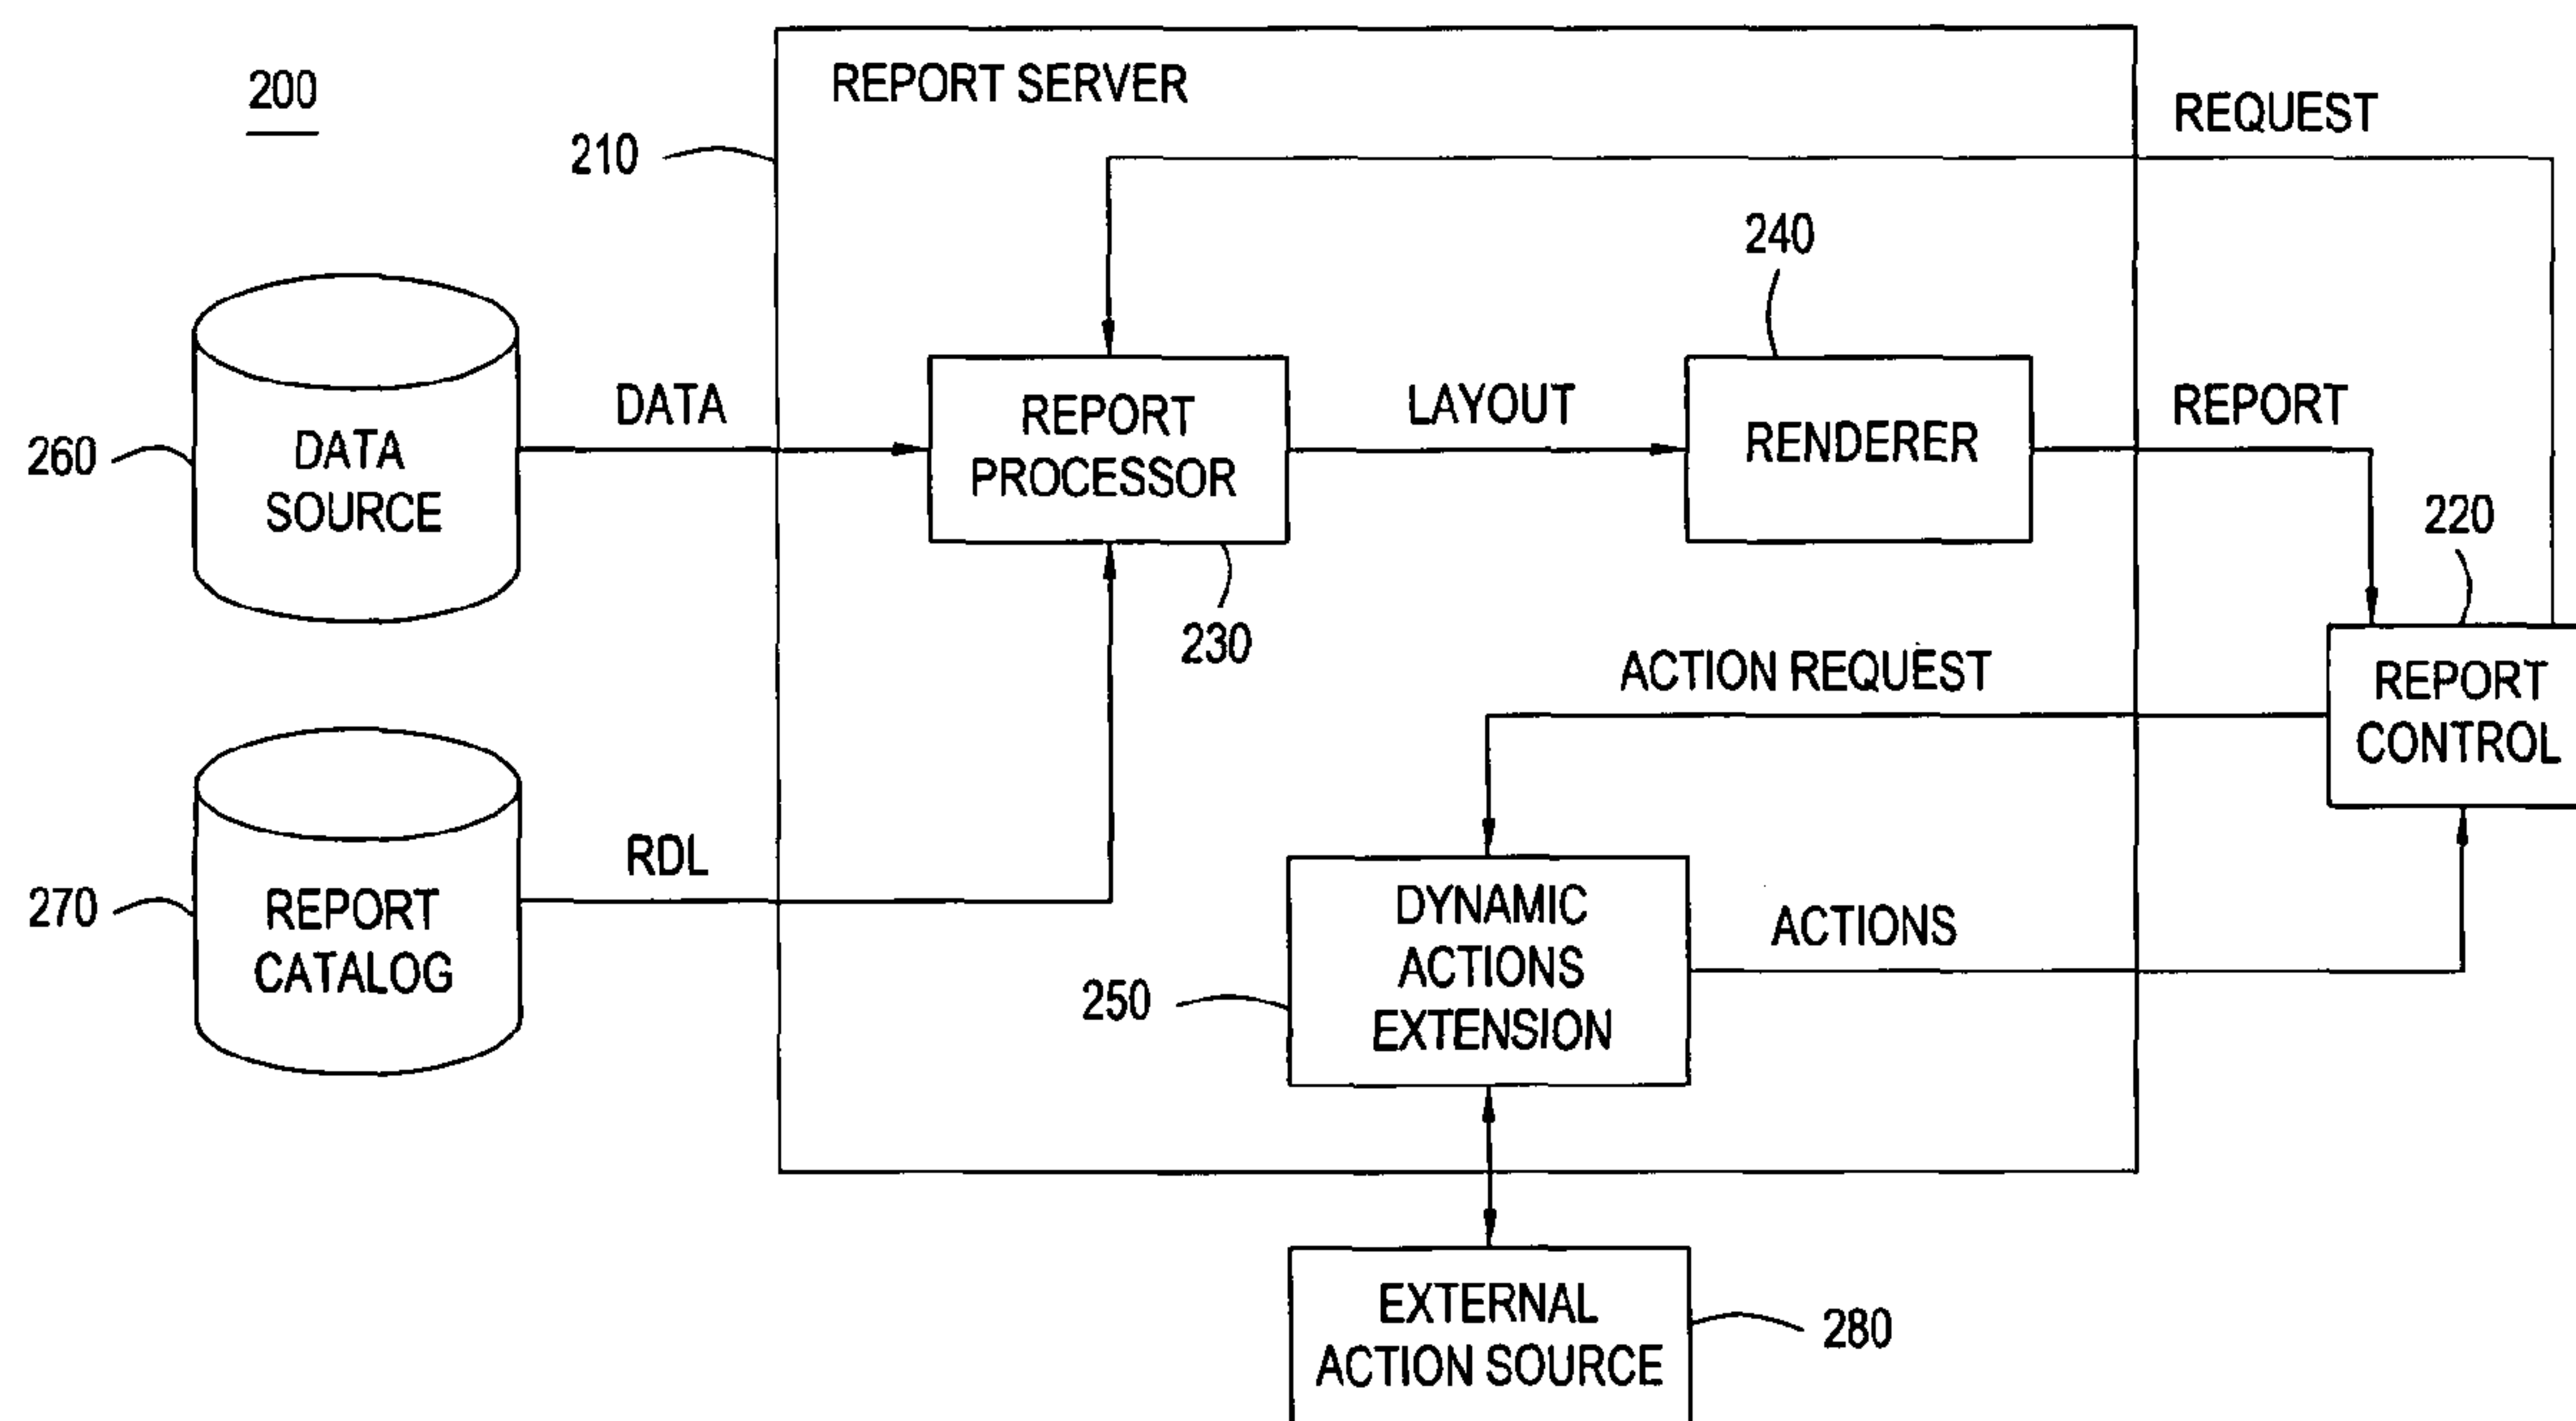 200
REPORT SERVER
210
REQUEST
240
260
DATA
SOURCE
DATA
REPORT
PROCESSOR
LAYOUT
RENDERER
REPORT
220
230
ACTION REQUEST
REPORT
CONTROL
270
REPORT
CATALOG
RDL
250
DYNAMIC
ACTIONS
EXTENSION
ACTIONS
EXTERNAL
ACTION SOURCE
280